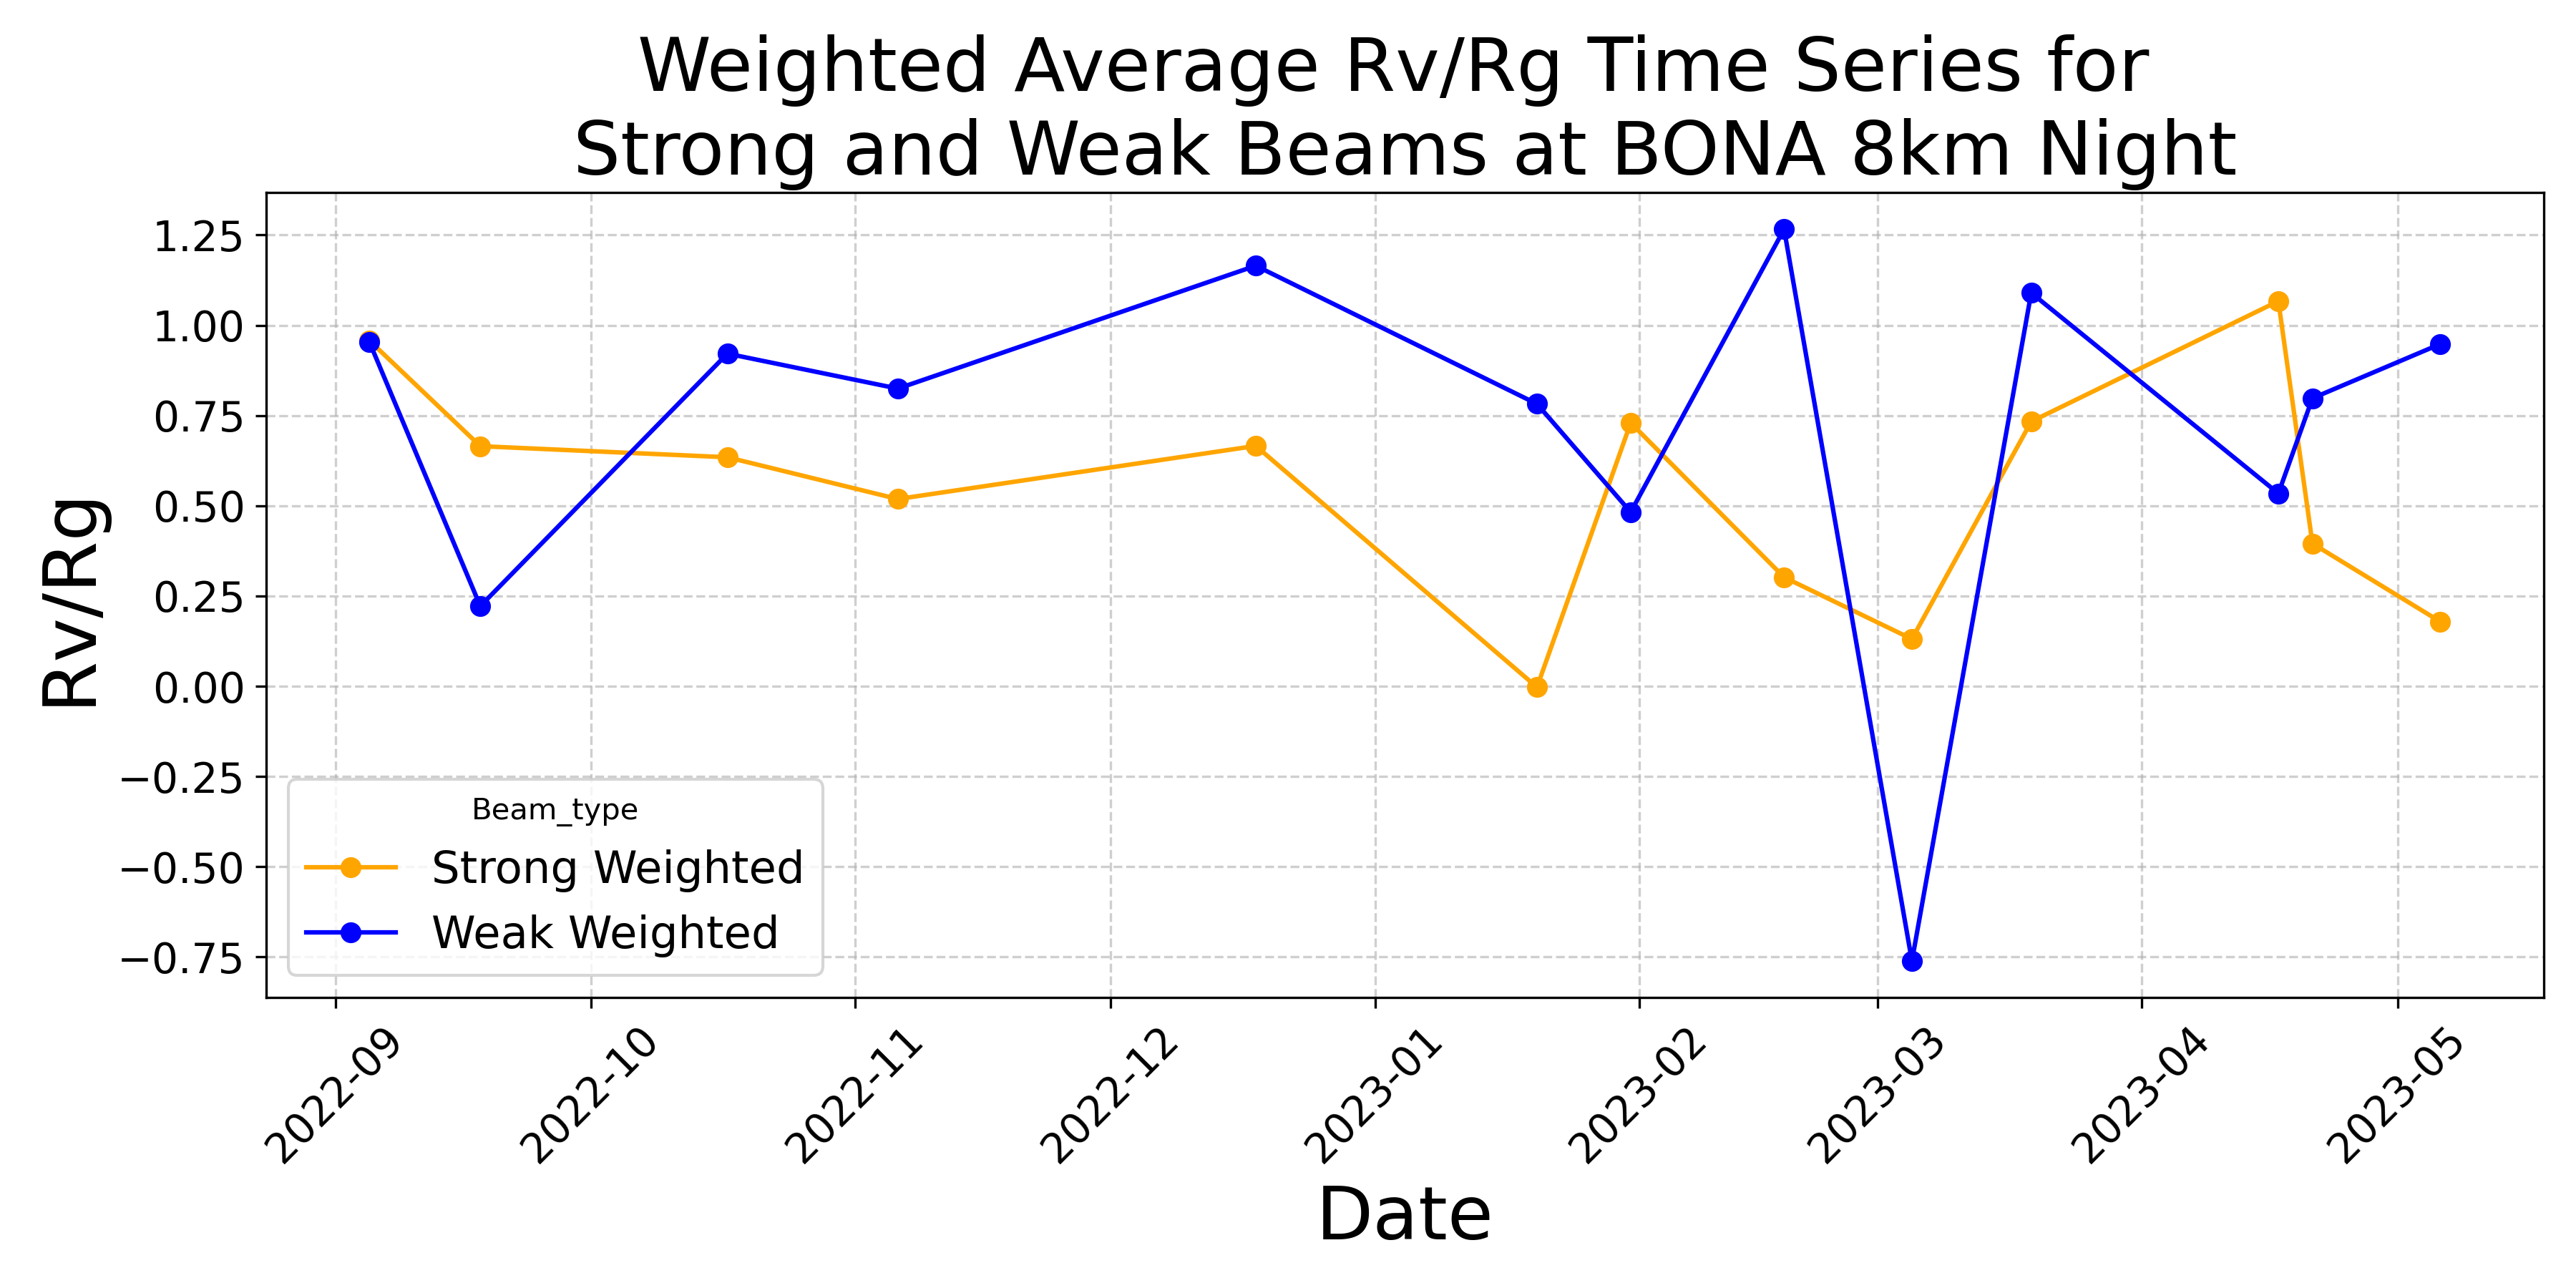 Weighted Average Rv/Rg Time Series for
Strong and Weak Beams at BONA 8km Night
Rv/Rg
1.25
1.00
0.75
0.50
0.25
0.00
−0.25
−0.50
−0.75
Beam_type
Strong Weighted
Weak Weighted
2022-09
2022-10
2022-11
2022-12
2023-01
2023-02
2023-03
2023-04
2023-05
Date